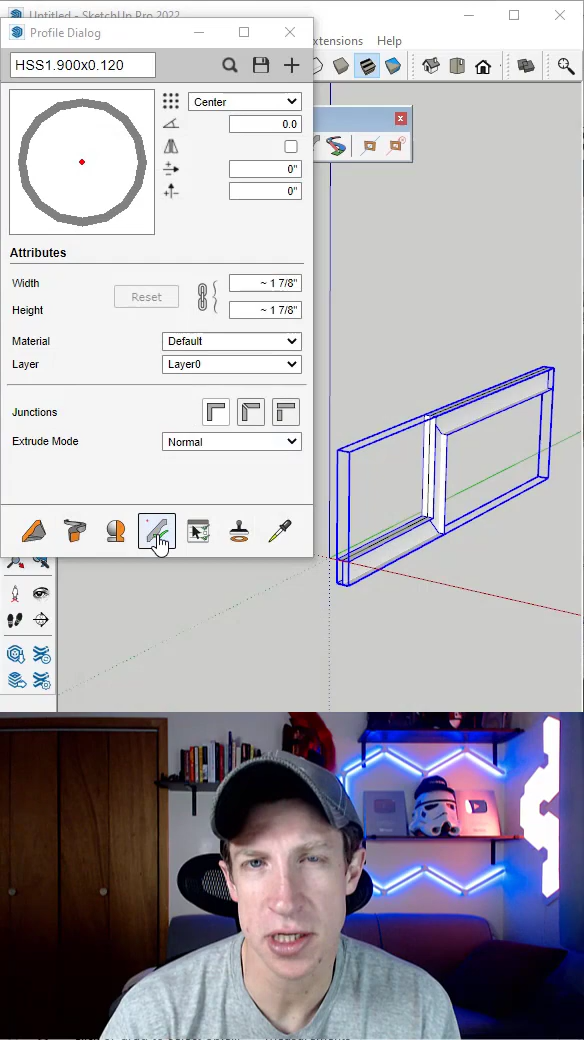 Untitled - SketchUp Pro 2022
Profile Dialog
xtensions Help
HSS1.900x0.120
Center
0.0
0"
0"
Attributes
Width
~ 1 7/8"
Reset
Height
~ 1 7/8"
Material
Default
Layer
Layer0
Junctions
Extrude Mode
Normal